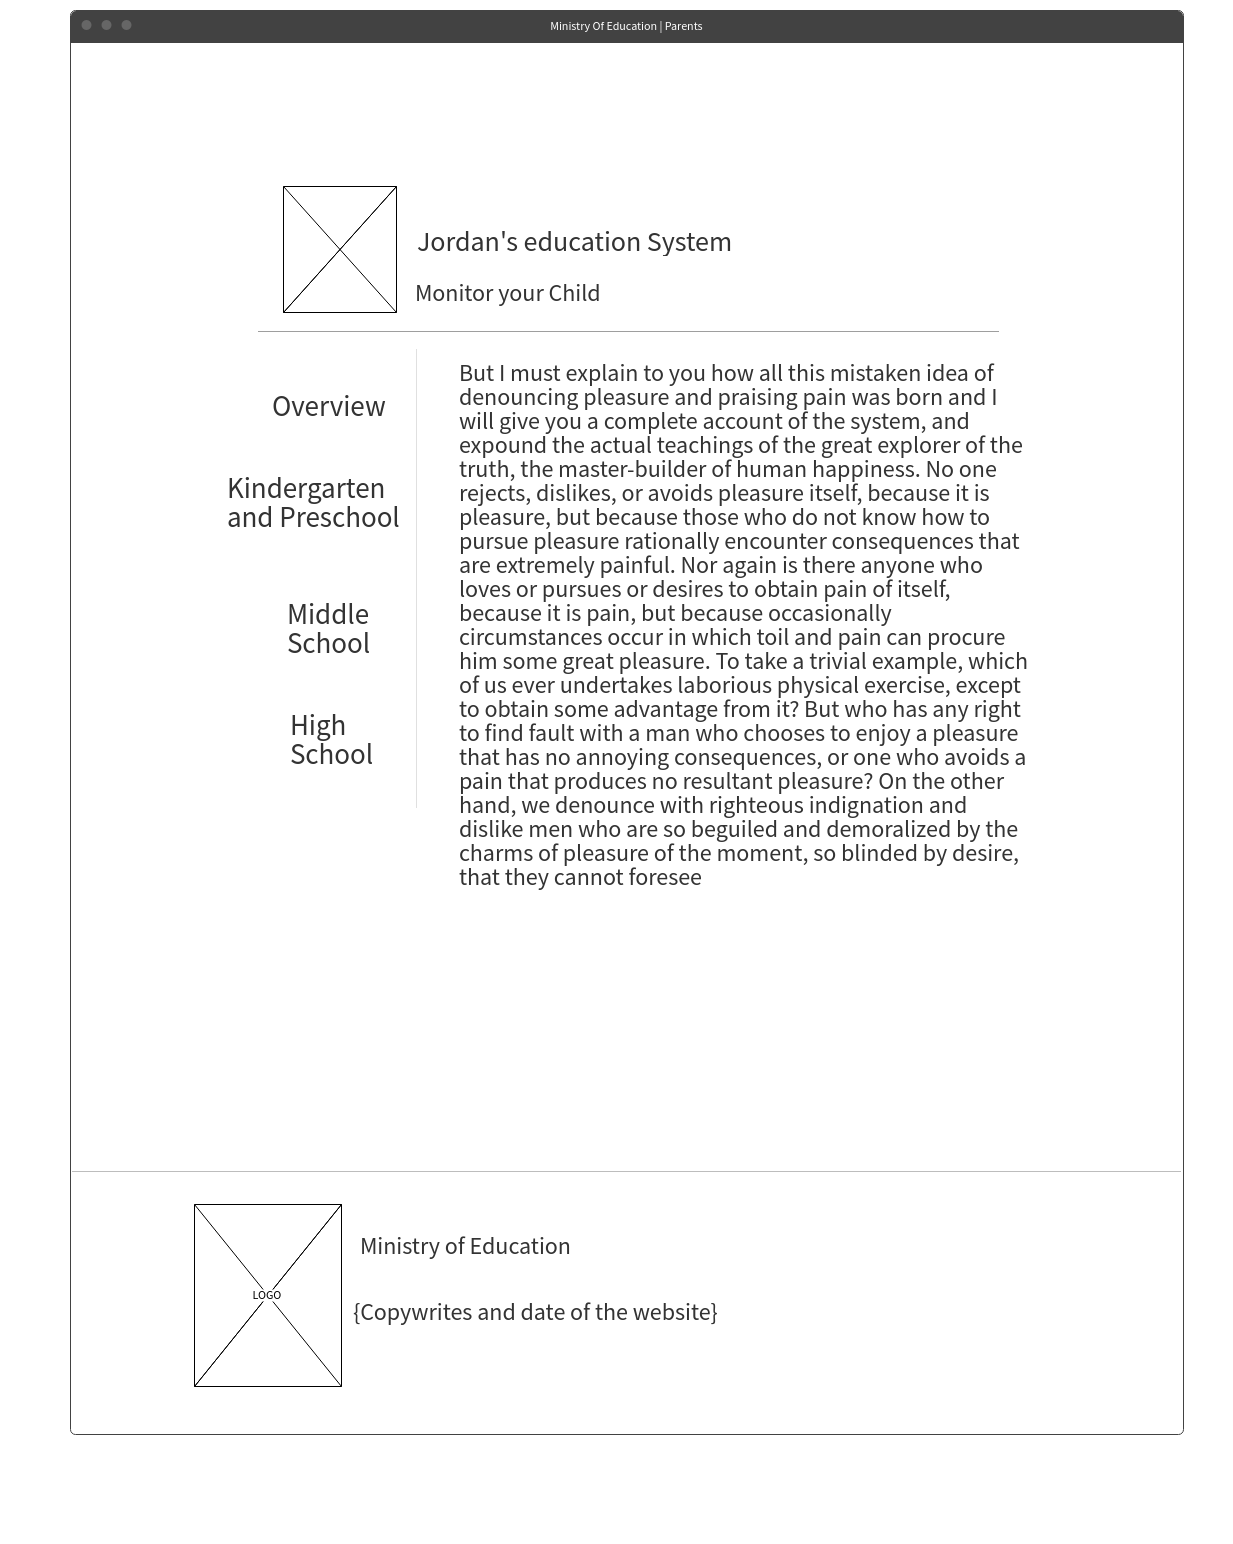 Ministry Of Education | Parents
Jordan's education System
Monitor your Child
Overview
Kindergarten
and Preschool
Middle
School
High
School
But I must explain to you how all this mistaken idea of
denouncing pleasure and praising pain was born and I
will give you a complete account of the system, and
expound the actual teachings of the great explorer of the
truth, the master-builder of human happiness. No one
rejects, dislikes, or avoids pleasure itself, because it is
pleasure, but because those who do not know how to
pursue pleasure rationally encounter consequences that
are extremely painful. Nor again is there anyone who
loves or pursues or desires to obtain pain of itself,
because it is pain, but because occasionally
circumstances occur in which toil and pain can procure
him some great pleasure. To take a trivial example, which
of us ever undertakes laborious physical exercise, except
to obtain some advantage from it? But who has any right
to find fault with a man who chooses to enjoy a pleasure
that has no annoying consequences, or one who avoids a
pain that produces no resultant pleasure? On the other
hand, we denounce with righteous indignation and
dislike men who are so beguiled and demoralized by the
charms of pleasure of the moment, so blinded by desire,
that they cannot foresee
LOGO
Ministry of Education
{Copywrites and date of the website}